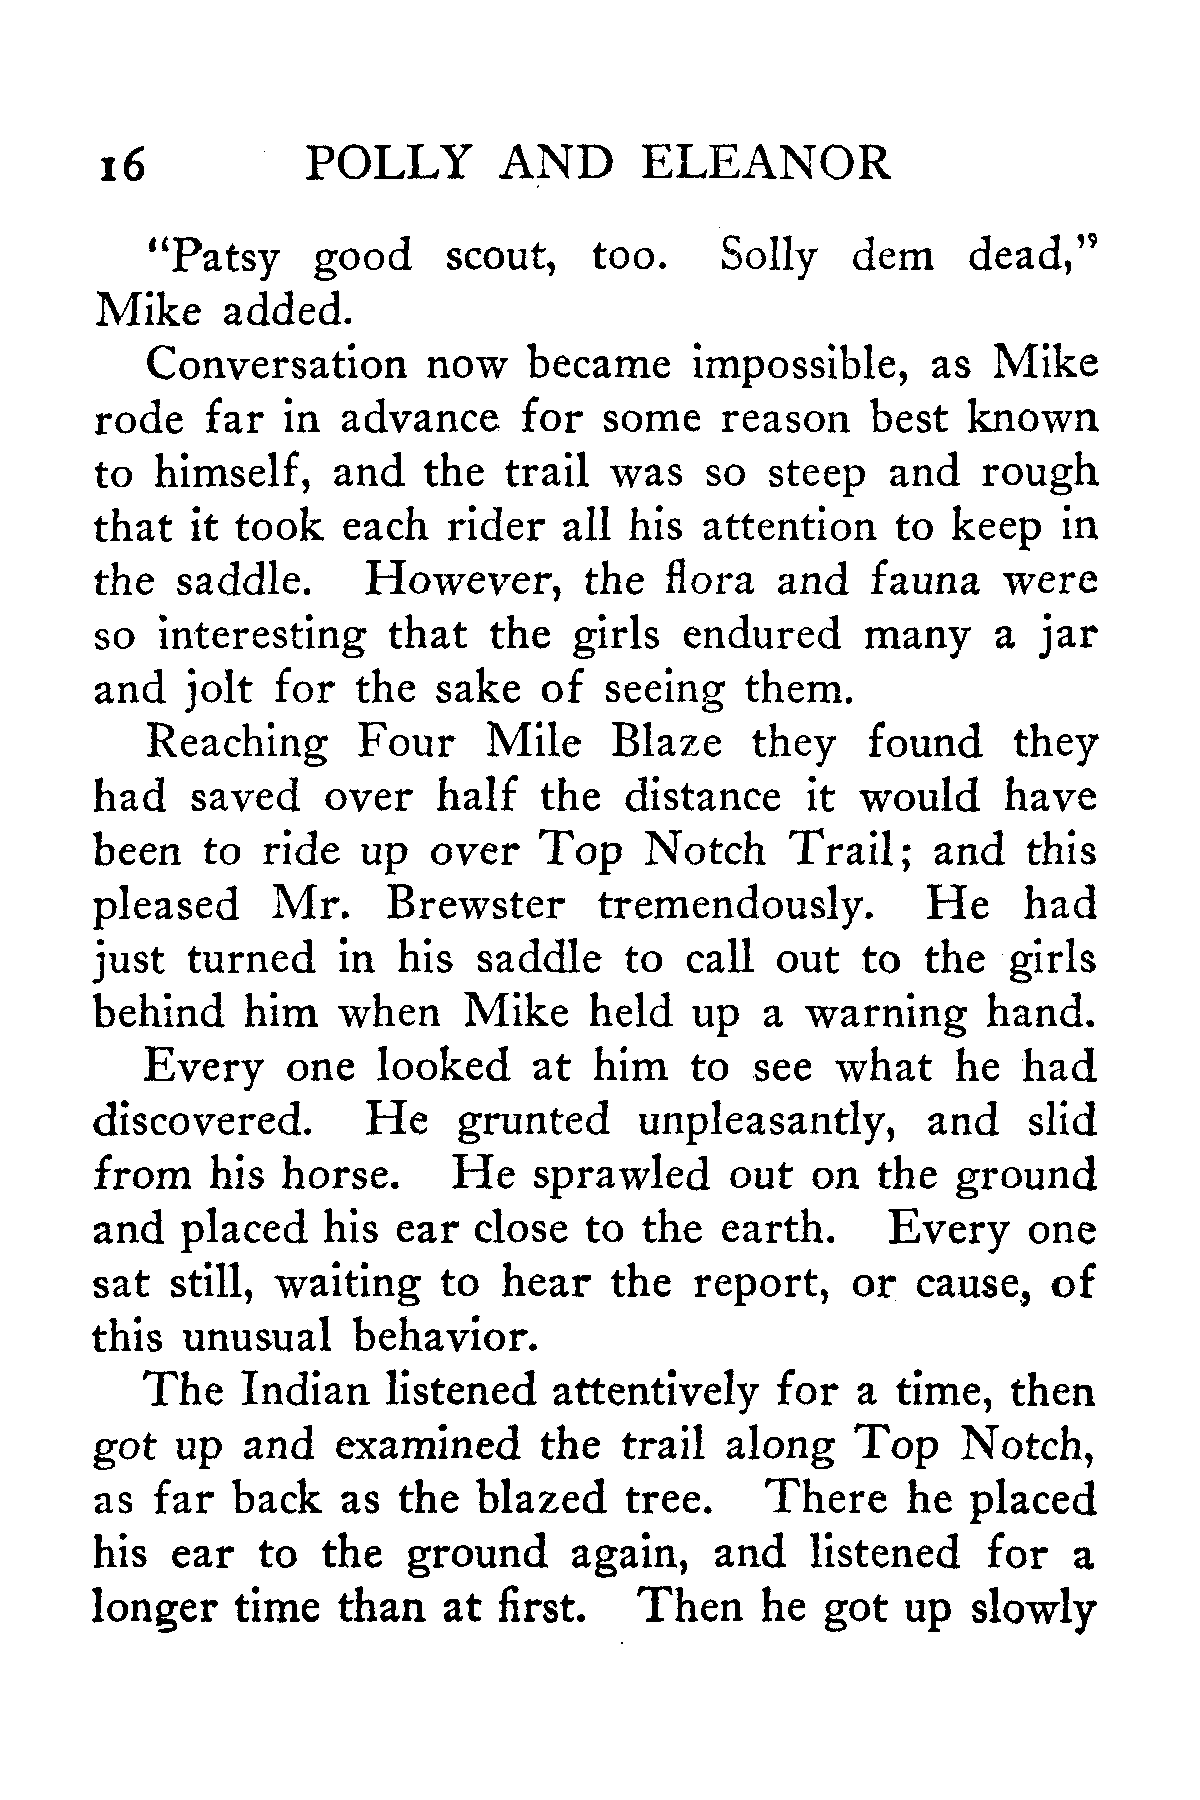 16 POLLY AND ELEANOR
“Patsy good scout, too. Solly dem dead,”
Mike added.
Conversation now became impossible, as Mike
rode far in advance for some reason best known
to himself, and the trail was so steep and rough
that it took each rider all his attention to keep in
the saddle. However, the flora and fauna were
so interesting that the girls endured many a jar
and jolt for the sake of seeing them.
Reaching Four Mile Blaze they found they
had saved over half the distance it would have
been to ride up over Top Notch Trail; and this
pleased Mr. Brewster tremendously. He had
just turned in his saddle to call out to the girls
behind him when Mike held up a warning hand.
Every one looked at him to see what he had
discovered. He grunted unpleasantly, and slid
from his horse. He sprawled out on the ground
and placed his ear close to the earth. Every one
sat still, waiting to hear the report, or cause, of
this unusual behavior.
The Indian listened attentively for a time, then
got up and examined the trail along Top Notch,
as far back as the blazed tree. There he placed
his ear to the ground again, and listened for a
longer time than at first. Then he got up slowly